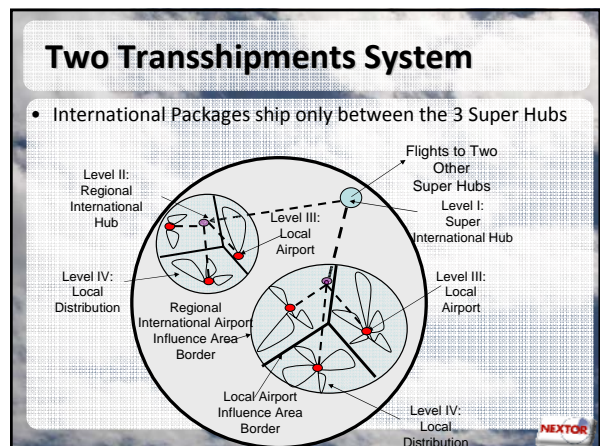 Two Transshipments System
• International Packages ship only between the 3 Super Hubs
Flights to Two
Other
Super Hubs
Level II:
Regional
International
Hub
Level I:
Super
International Hub
Level III:
Local
Airport
Level IV:
Local
Distribution
Level III:
Local
Airport
Regional
International Airport
Influence Area
Border
Local Airport
Influence Area
Border
Level IV:
Local
Distribution
NEXTOR